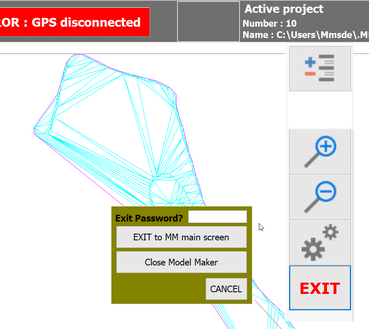 OR : GPS disconnected
Active project
Number : 10
Name : C:\Users\Mmsde\.M
Exit Password?
EXIT to MM main screen
Close Model Maker
CANCEL
EXIT